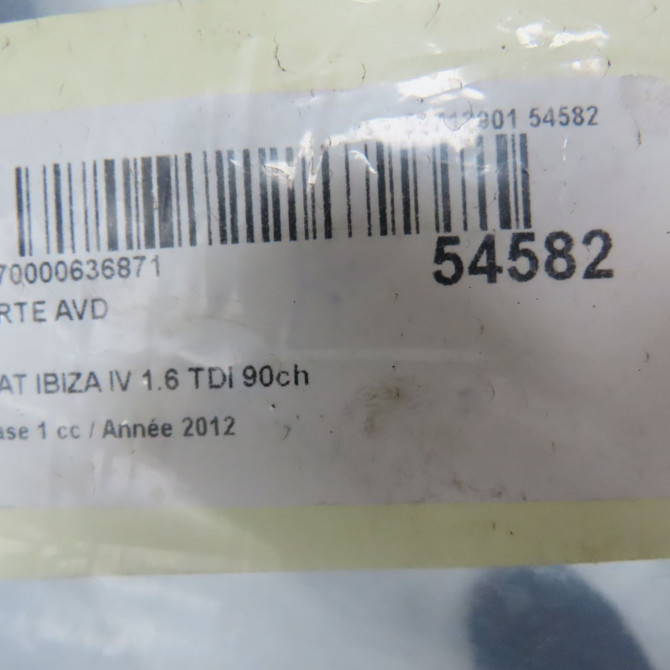 54582
70000636871
54582
RTE AVD
AT IBIZA IV 1.6 TDI 90ch
ase 1 cc / Année 2012